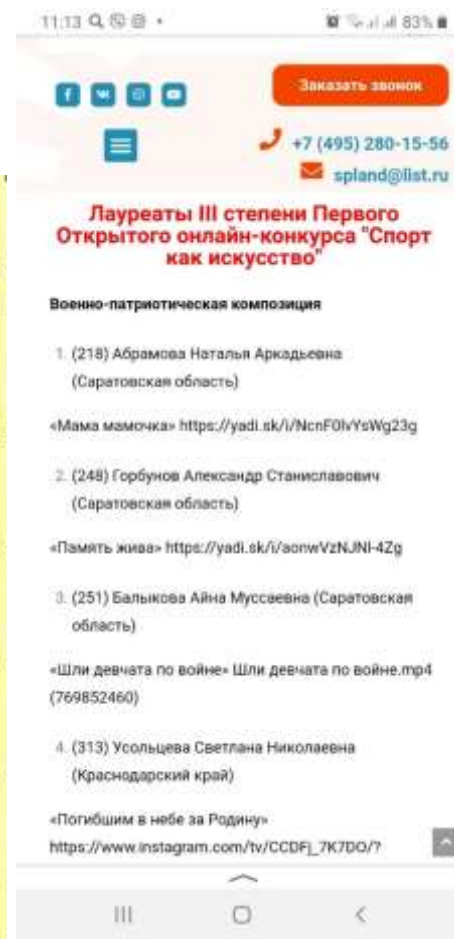 11:13
83%
Заказать звонок
+7 (495) 280-15-56
spland@list.ru
Лауреаты III степени Первого
Открытого онлайн-конкурса "Спорт
как искусство"
Военно-патриотическая композиция
1. (218) Абрамова Наталья Аркадьевна
(Саратовская область)
«Мама мамочка» https://yadi.sk/i/NcnF0lvYsWg23g
2. (248) Горбунов Александр Станиславович
(Саратовская область)
«Память жива» https://yadi.sk/i/aonwVzNJNl-4Zg
3. (251) Балыкова Айна Муссаевна (Саратовская
область)
«Шли девчата по войне» Шли девчата по войне.mp4
(769852460)
4. (313) Усольцева Светлана Николаевна
(Краснодарский край)
«Погибшим в небе за Родину»
https://www.instagram.com/tv/CCDFj_7K7DO/?